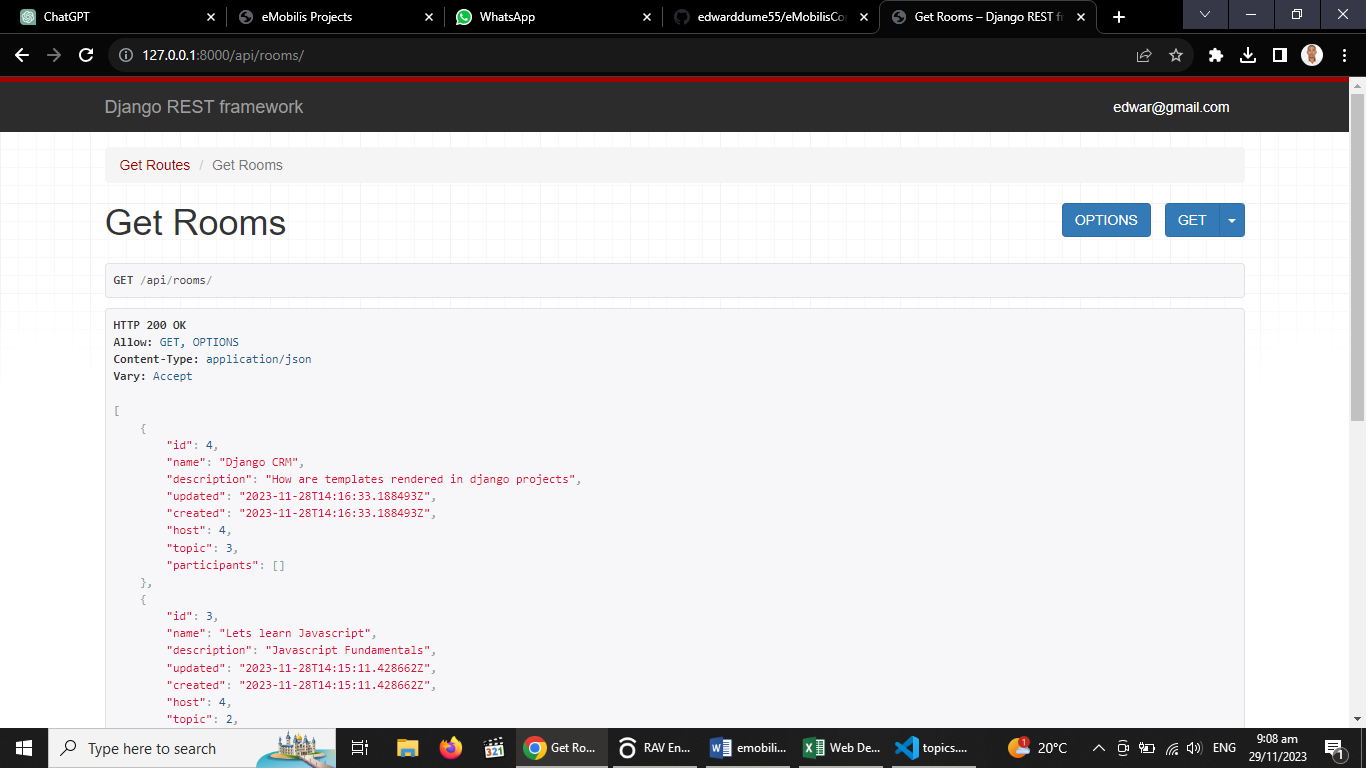 ChatGPT
eMobilis Projects
WhatsApp
edwarddume55/eMobilisCo
Get Rooms – Django REST fr
127.0.0.1:8000/api/rooms/
Django REST framework
edwar@gmail.com
Get Routes / Get Rooms
Get Rooms
OPTIONS
GET
GET /api/rooms/
HTTP 200 OK
Allow: GET, OPTIONS
Content-Type: application/json
Vary: Accept
[
    {
        "id": 4,
        "name": "Django CRM",
        "description": "How are templates rendered in django projects",
        "updated": "2023-11-28T14:16:33.188493Z",
        "created": "2023-11-28T14:16:33.188493Z",
        "host": 4,
        "topic": 3,
        "participants": []
    },
    {
        "id": 3,
        "name": "Lets learn Javascript",
        "description": "Javascript Fundamentals",
        "updated": "2023-11-28T14:15:11.428662Z",
        "created": "2023-11-28T14:15:11.428662Z",
        "host": 4,
        "topic": 2,
Type here to search
321
Get Ro...
RAV En...
emobili...
Web De...
topics....
1
20°C
ENG
9:08 am
29/11/2023
1